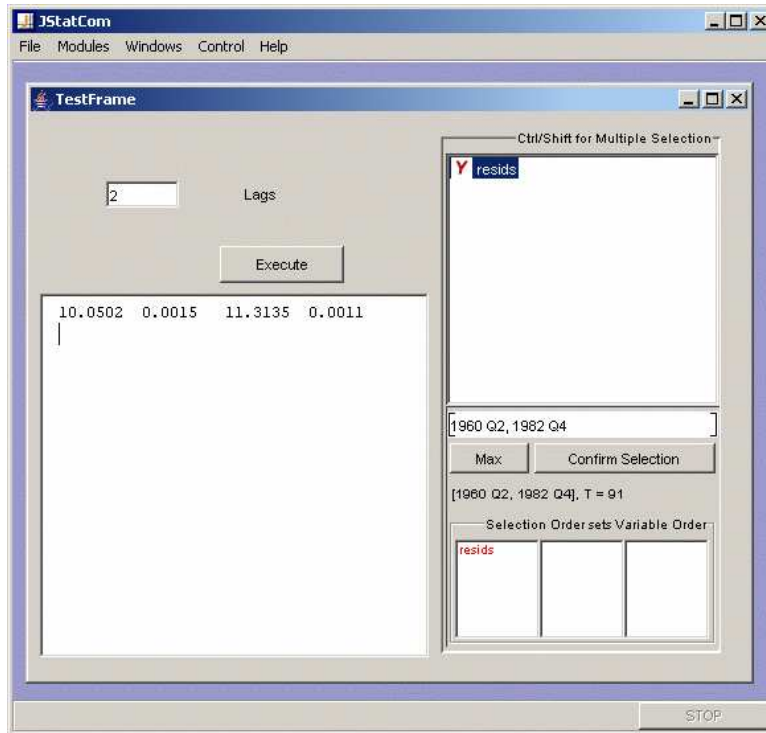 JStatCom
File Modules Windows Control Help
TestFrame
2 Lags
Execute
10.0502 0.0015 11.3135 0.0011
Ctrl/Shift for Multiple Selection
Y resids
[1960 Q2, 1982 Q4]
Max Confirm Selection
[1960 Q2, 1982 Q4], T = 91
Selection Order sets Variable Order
resids
STOP